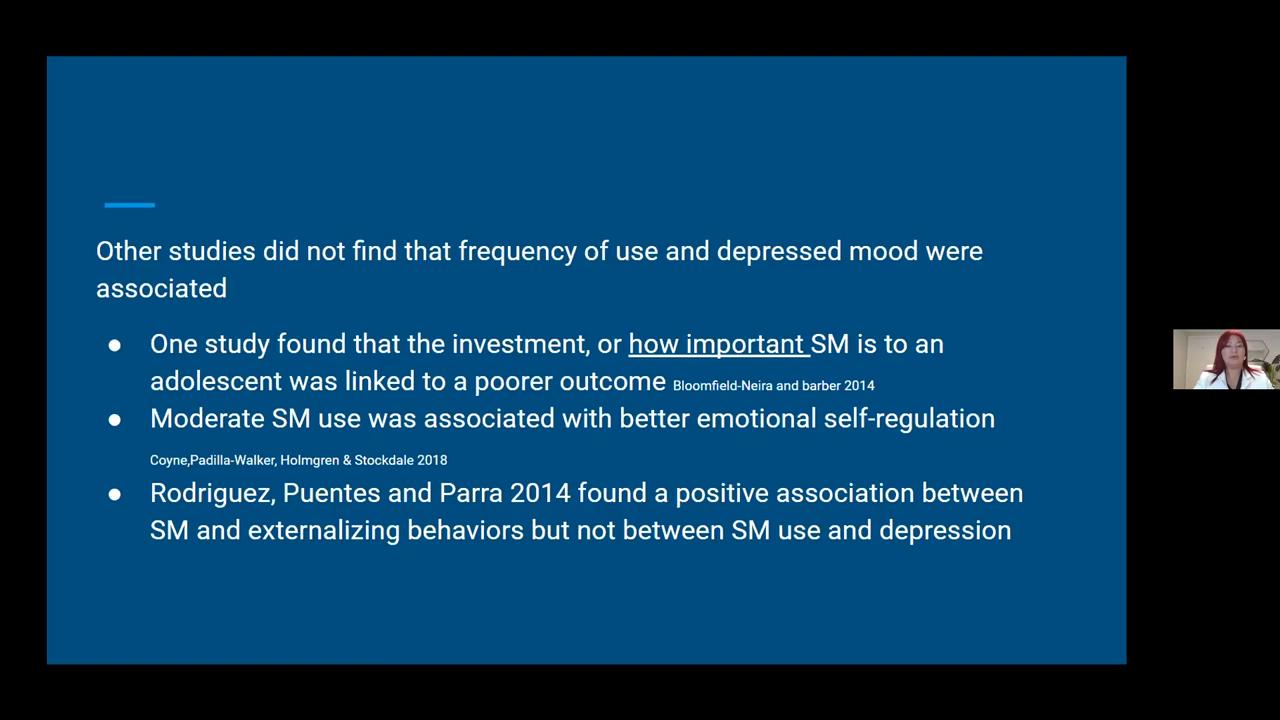 Other studies did not find that frequency of use and depressed mood were
associated
● One study found that the investment, or how important SM is to an
adolescent was linked to a poorer outcome Bloomfield-Neira and barber 2014
● Moderate SM use was associated with better emotional self-regulation
Coyne,Padilla-Walker, Holmgren & Stockdale 2018
● Rodriguez, Puentes and Parra 2014 found a positive association between
SM and externalizing behaviors but not between SM use and depression